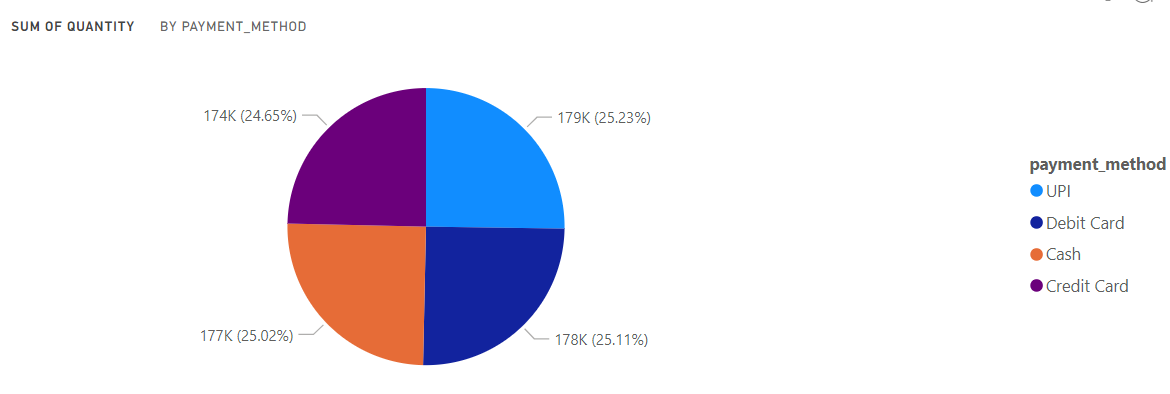 SUM OF QUANTITY BY PAYMENT_METHOD
174K (24.65%)
179K (25.23%)
177K (25.02%)
178K (25.11%)
payment_method
UPI
Debit Card
Cash
Credit Card